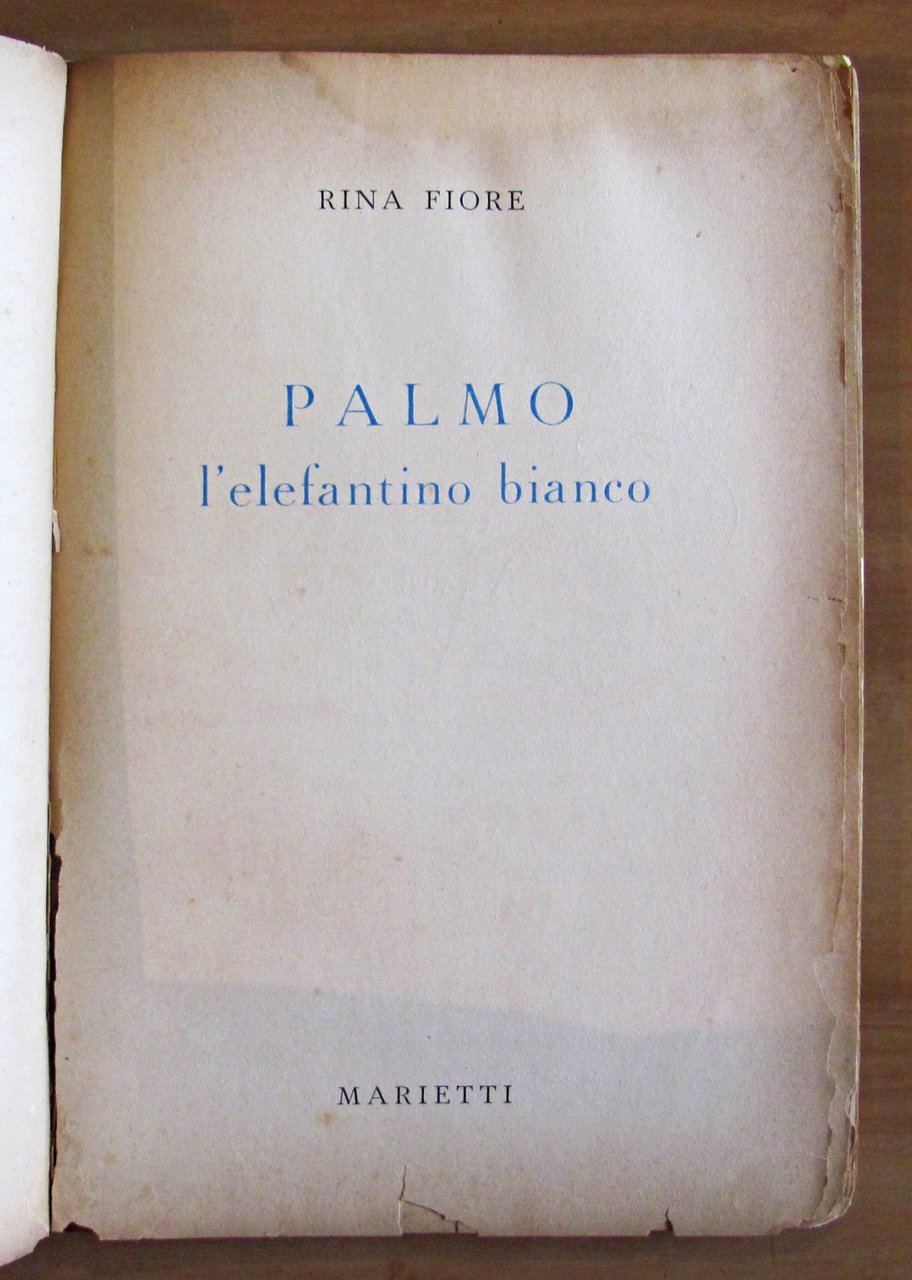 RINA FIORE
PALMO
l'elefantino bianco
MARIETTI